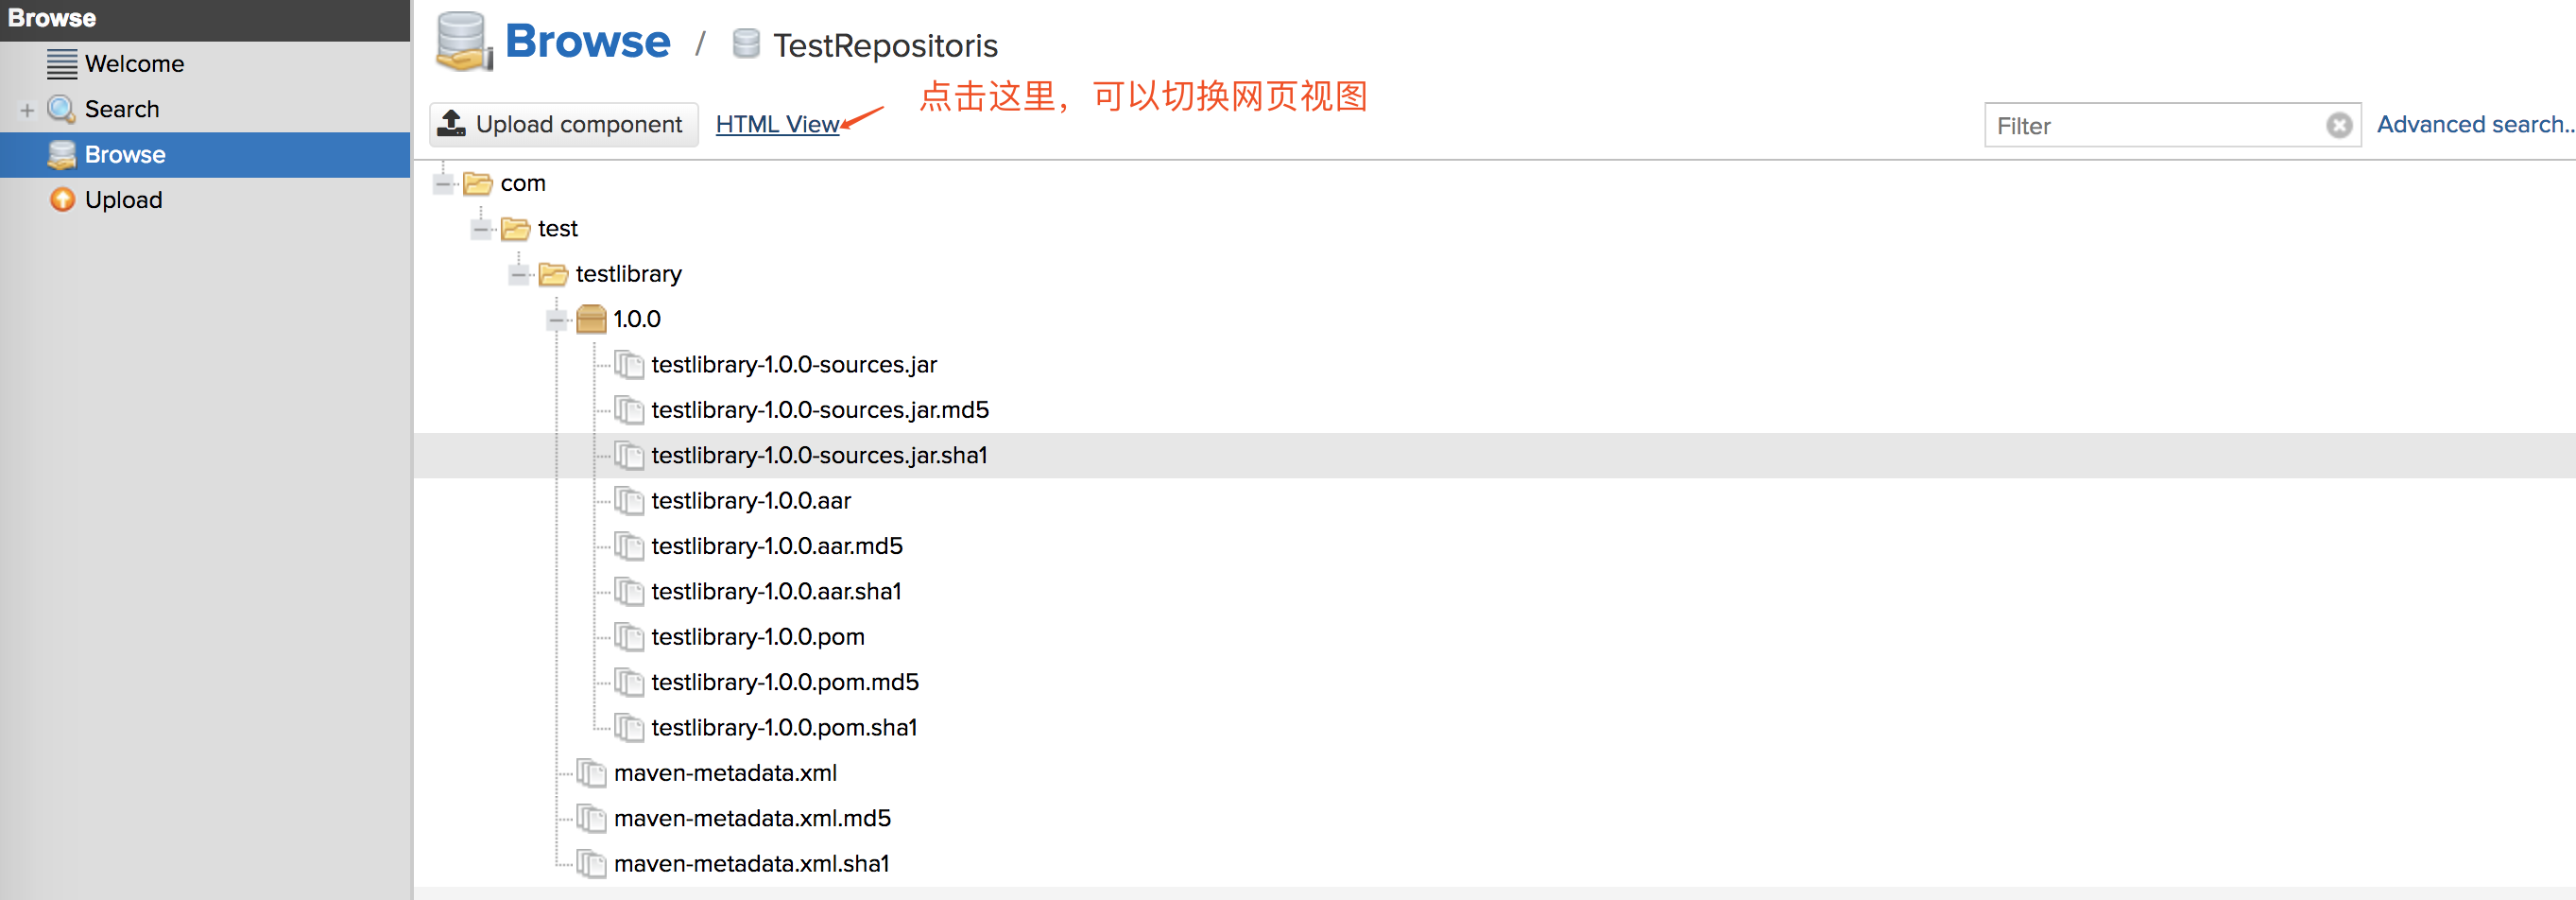 Browse
Welcome
Search
Browse
Upload
Browse / TestRepositoris
点击这里，可以切换网页视图
Upload component HTML View Filter Advanced search..
com
test
testlibrary
1.0.0
testlibrary-1.0.0-sources.jar
testlibrary-1.0.0-sources.jar.md5
testlibrary-1.0.0-sources.jar.sha1
testlibrary-1.0.0.aar
testlibrary-1.0.0.aar.md5
testlibrary-1.0.0.aar.sha1
testlibrary-1.0.0.pom
testlibrary-1.0.0.pom.md5
testlibrary-1.0.0.pom.sha1
maven-metadata.xml
maven-metadata.xml.md5
maven-metadata.xml.sha1